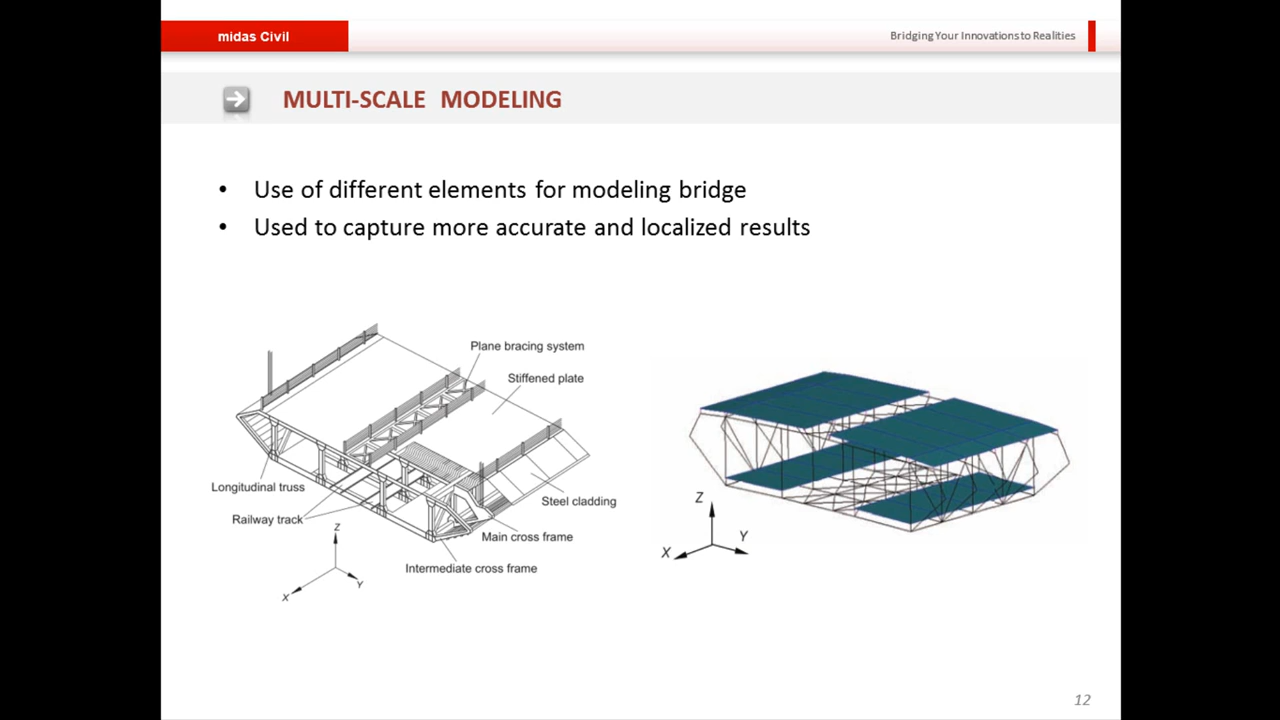 midas Civil
Bridging Your Innovations to Realities
MULTI-SCALE MODELING
• Use of different elements for modeling bridge
• Used to capture more accurate and localized results
Plane bracing system
Stiffened plate
Longitudinal truss
Steel cladding
Railway track
Main cross frame
Intermediate cross frame
Z
Y
X
Z
Y
X
12